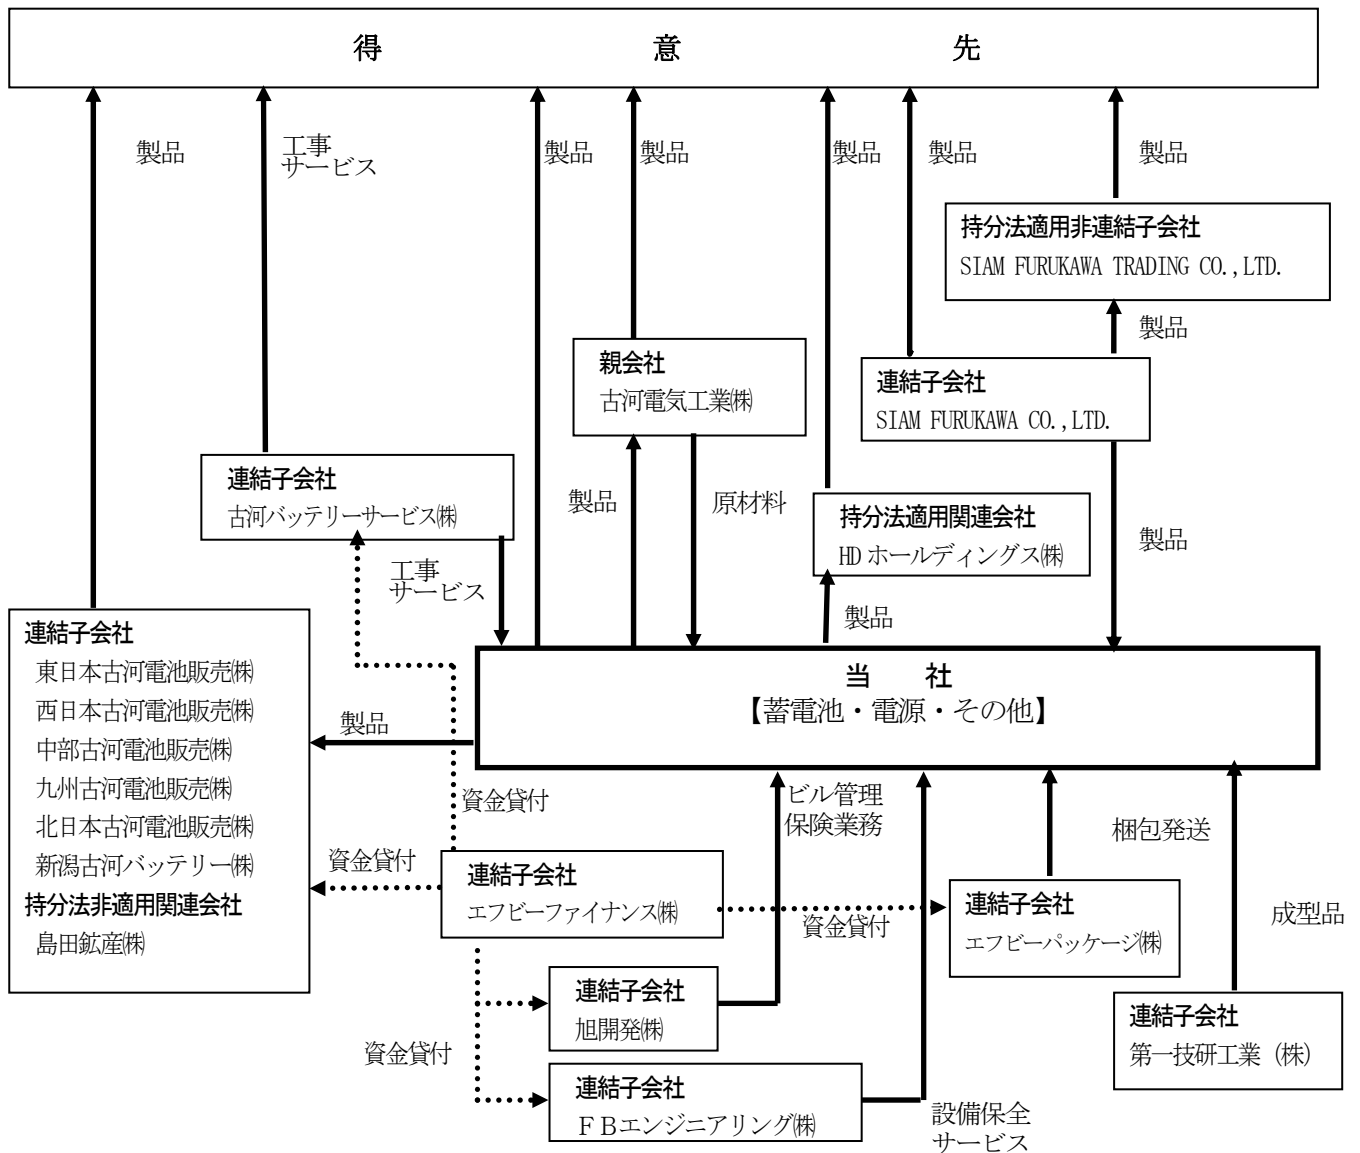 得　意　先
製品
工事
サービス
製品
製品
製品
製品
製品
持分法適用非連結子会社
SIAM FURUKAWA TRADING CO.,LTD.
製品
親会社
古河電気工業㈱
連結子会社
SIAM FURUKAWA CO.,LTD.
連結子会社
古河バッテリーサービス㈱
製品
原材料
持分法適用関連会社
HDホールディングス㈱
製品
工事
サービス
製品
連結子会社
東日本古河電池販売㈱
西日本古河電池販売㈱
中部古河電池販売㈱
九州古河電池販売㈱
北日本古河電池販売㈱
新潟古河バッテリー㈱
持分法非適用関連会社
島田鉱産㈱
当　社
【蓄電池・電源・その他】
製品
資金貸付
ビル管理
保険業務
梱包発送
資金貸付
連結子会社
エフビーファイナンス㈱
資金貸付
連結子会社
エフビーパッケージ㈱
成型品
連結子会社
旭開発㈱
資金貸付
連結子会社
第一技研工業（株）
連結子会社
ＦＢエンジニアリング㈱
設備保全
サービス